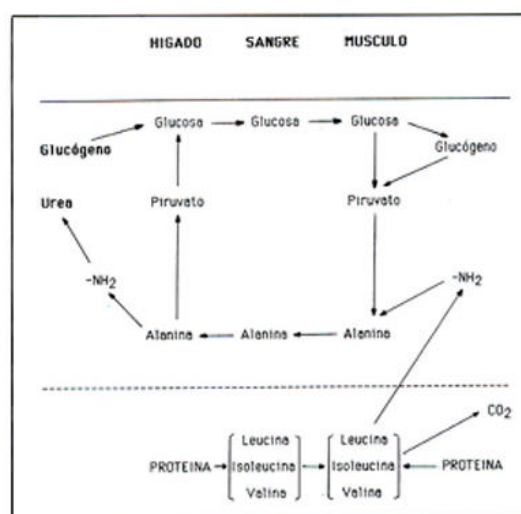 HIGADO SANGRE MUSCULO
Glucosa Glucosa Glucosa
Glucógeno Glucógeno
Urea Piruvato Piruvato
-NH2 -NH2
Alanina Alanina Alanina
CO2
Leucina Leucina
PROTEINA Isoleucina Isoleucina PROTEINA
Valina Valina